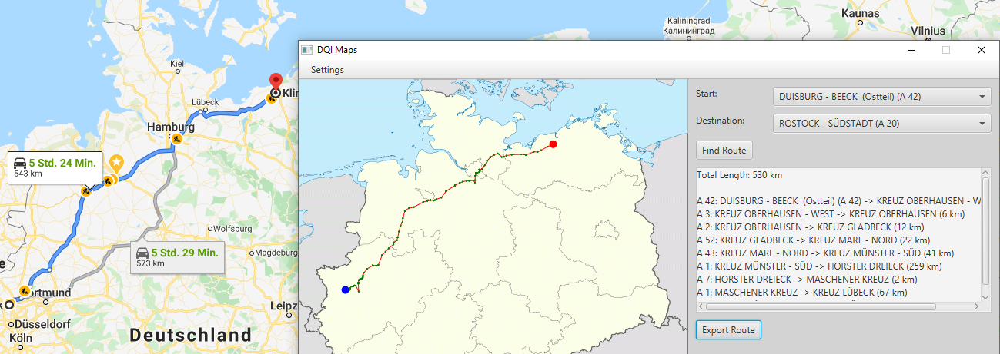 Kaliningrad
Калининград
Kaunas
Vilnius
Kiel
Lübeck
Hamburg
5 Std. 24 Min.
543 km
Wolfsburg
5 Std. 29 Min.
573 km
Magdeburg
ortmund
Leipz
Düsseldorf
Köln
Deutschland
DQI Maps
Settings
Start:
DUISBURG - BEECK (Ostteil) (A 42)
Destination:
ROSTOCK - SÜDSTADT (A 20)
Find Route
Total Length: 530 km
A 42: DUISBURG - BEECK (Ostteil) (A 42) -> KREUZ OBERHAUSEN - W
A 3: KREUZ OBERHAUSEN - WEST -> KREUZ OBERHAUSEN (6 km)
A 2: KREUZ OBERHAUSEN -> KREUZ GLADBECK (12 km)
A 52: KREUZ GLADBECK -> KREUZ MARL - NORD (22 km)
A 43: KREUZ MARL - NORD -> KREUZ MÜNSTER - SÜD (41 km)
A 1: KREUZ MÜNSTER - SÜD -> HORSTER DREIECK (259 km)
A 7: HORSTER DREIECK -> MASCHENER KREUZ (2 km)
A 1: MASCHENER KREUZ -> KREUZ LÜBECK (67 km)
Export Route